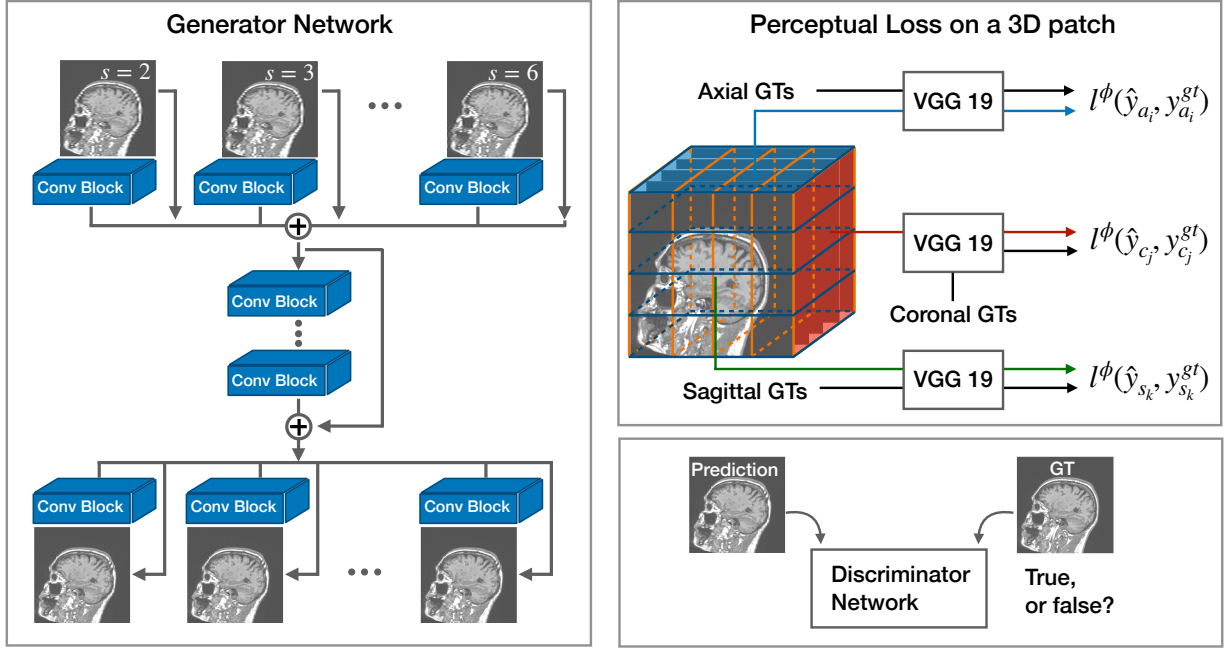 Generator Network
s = 2
s = 3
s = 6
Conv Block
Conv Block
Conv Block
+
Conv Block
Conv Block
+
Conv Block
Conv Block
Conv Block
Perceptual Loss on a 3D patch
Axial GTs
VGG 19
l^ϕ(ŷ_{a_i}, y_{a_i}^{gt})
VGG 19
l^ϕ(ŷ_{c_j}, y_{c_j}^{gt})
Coronal GTs
Sagittal GTs
VGG 19
l^ϕ(ŷ_{s_k}, y_{s_k}^{gt})
Prediction
GT
Discriminator
Network
True,
or false?